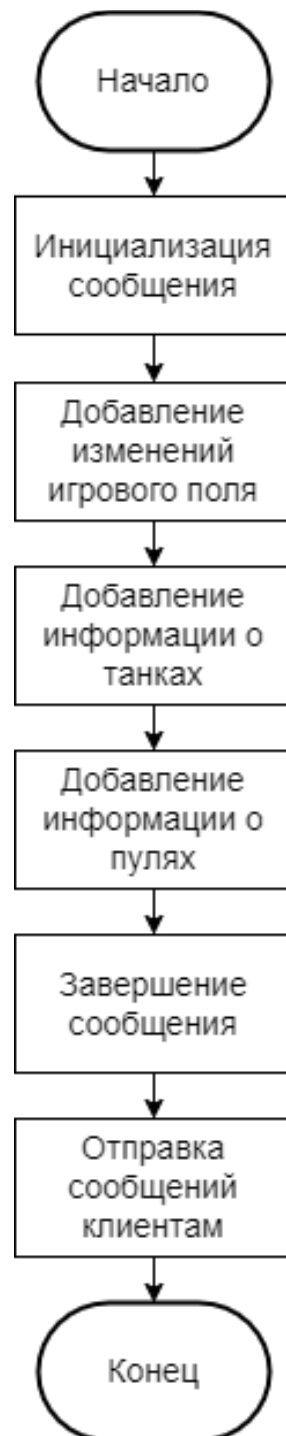 Начало
Инициализация
сообщения
Добавление
изменений
игрового поля
Добавление
информации о
танках
Добавление
информации о
пулях
Завершение
сообщения
Отправка
сообщений
клиентам
Конец